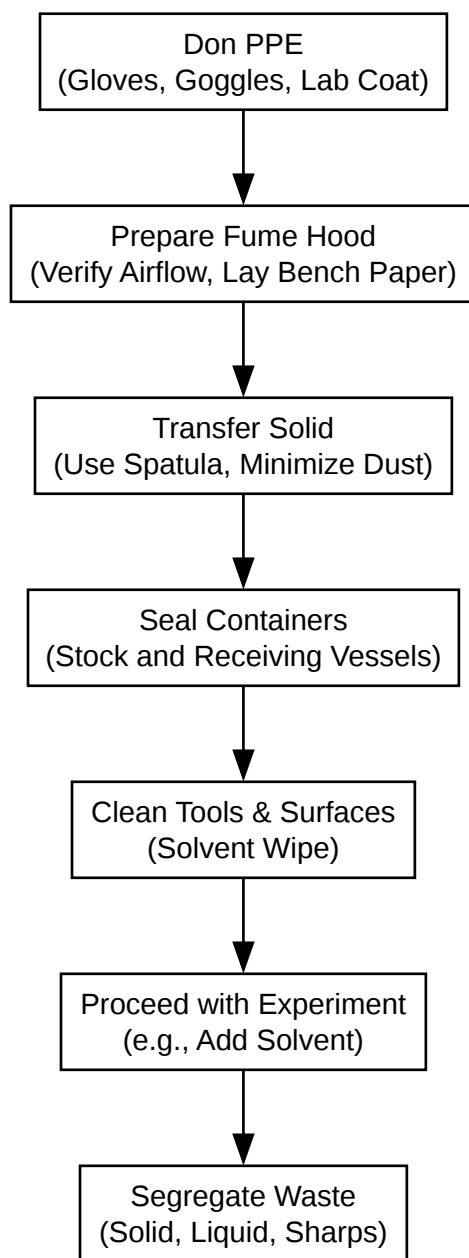 Don PPE
(Gloves, Goggles, Lab Coat)
Prepare Fume Hood
(Verify Airflow, Lay Bench Paper)
Transfer Solid
(Use Spatula, Minimize Dust)
Seal Containers
(Stock and Receiving Vessels)
Clean Tools & Surfaces
(Solvent Wipe)
Proceed with Experiment
(e.g., Add Solvent)
Segregate Waste
(Solid, Liquid, Sharps)